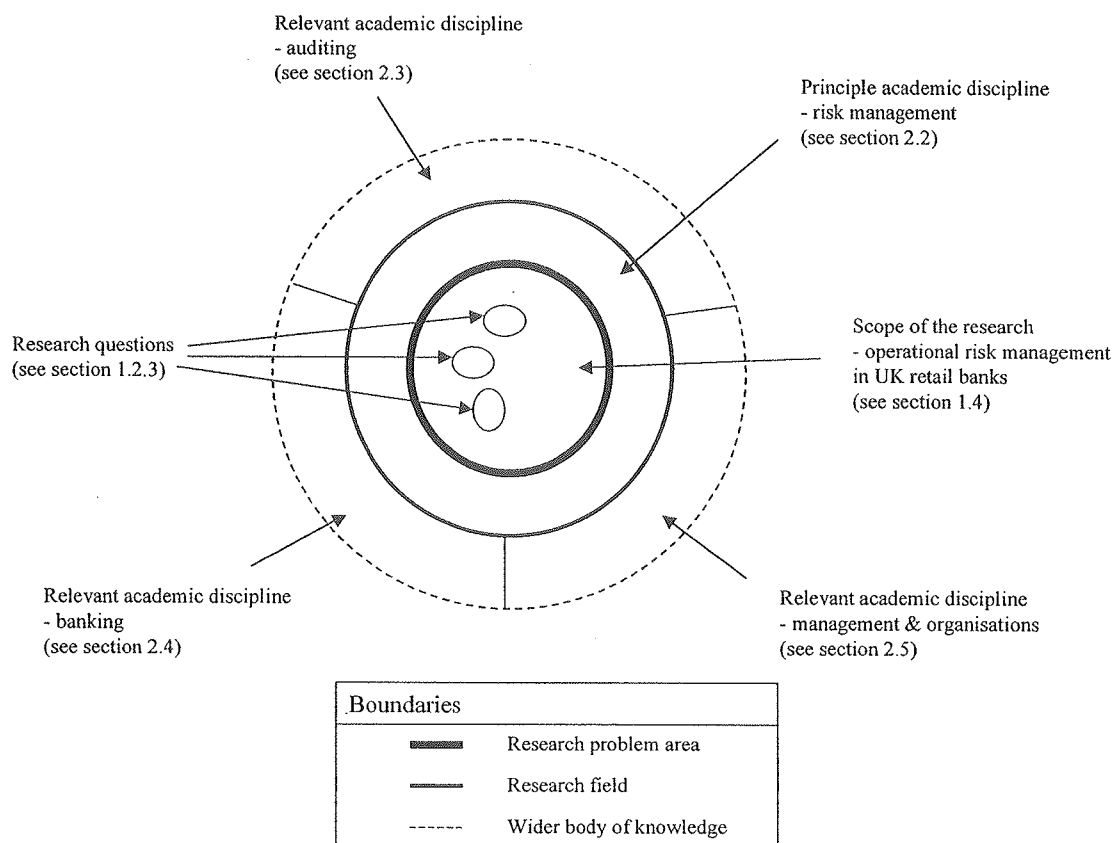 Relevant academic discipline
- auditing
(see section 2.3)
Principle academic discipline
- risk management
(see section 2.2)
Research questions
(see section 1.2.3)
Scope of the research
- operational risk management
in UK retail banks
(see section 1.4)
Relevant academic discipline
- banking
(see section 2.4)
Relevant academic discipline
- management & organisations
(see section 2.5)
Boundaries
Research problem area
Research field
Wider body of knowledge